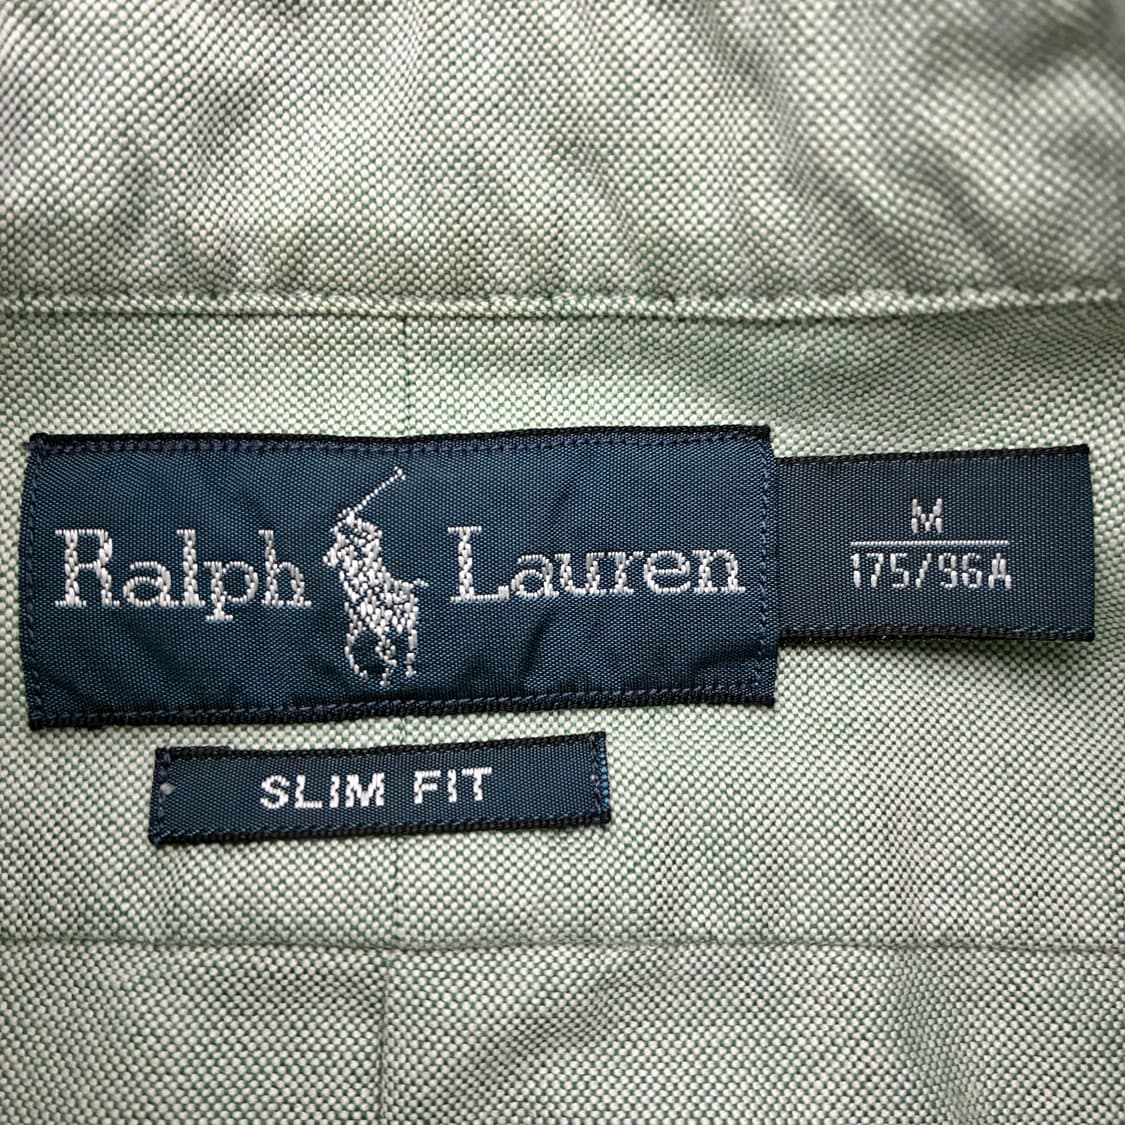 Ralph Lauren
M
175/96A
SLIM FIT